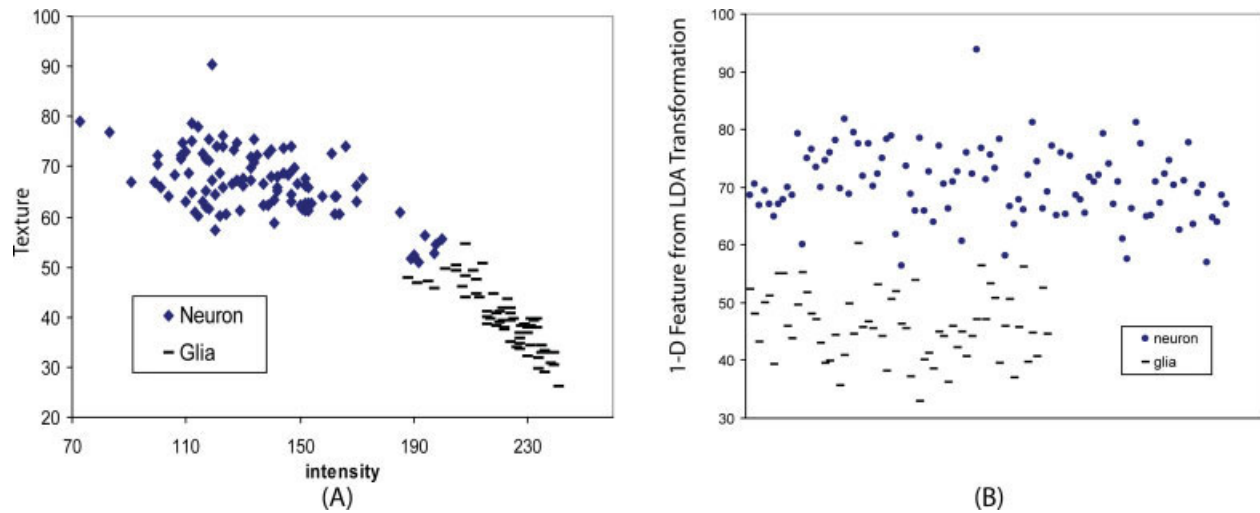 100
90
80
70
60
50
40
30
20
Texture
Neuron
Glia
70 110 150 190 230
intensity
(A)
100
90
80
70
60
50
40
30
1-D Feature from LDA Transformation
neuron
glia
(B)